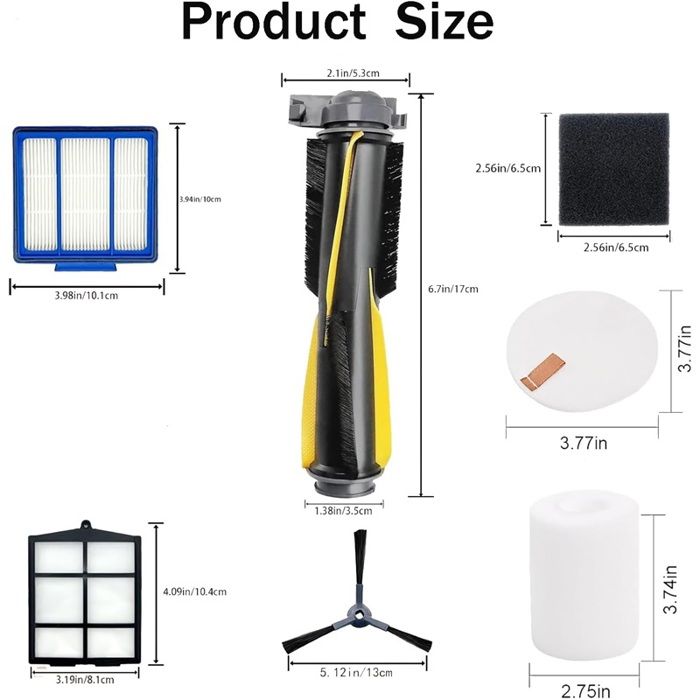 Product Size
2.1in/5.3cm
3.94in/10cm
3.98in/10.1cm
6.7in/17cm
1.38in/3.5cm
2.56in/6.5cm
2.56in/6.5cm
3.77in
3.77in
4.09in/10.4cm
3.19in/8.1cm
5.12in/13cm
3.74in
2.75in